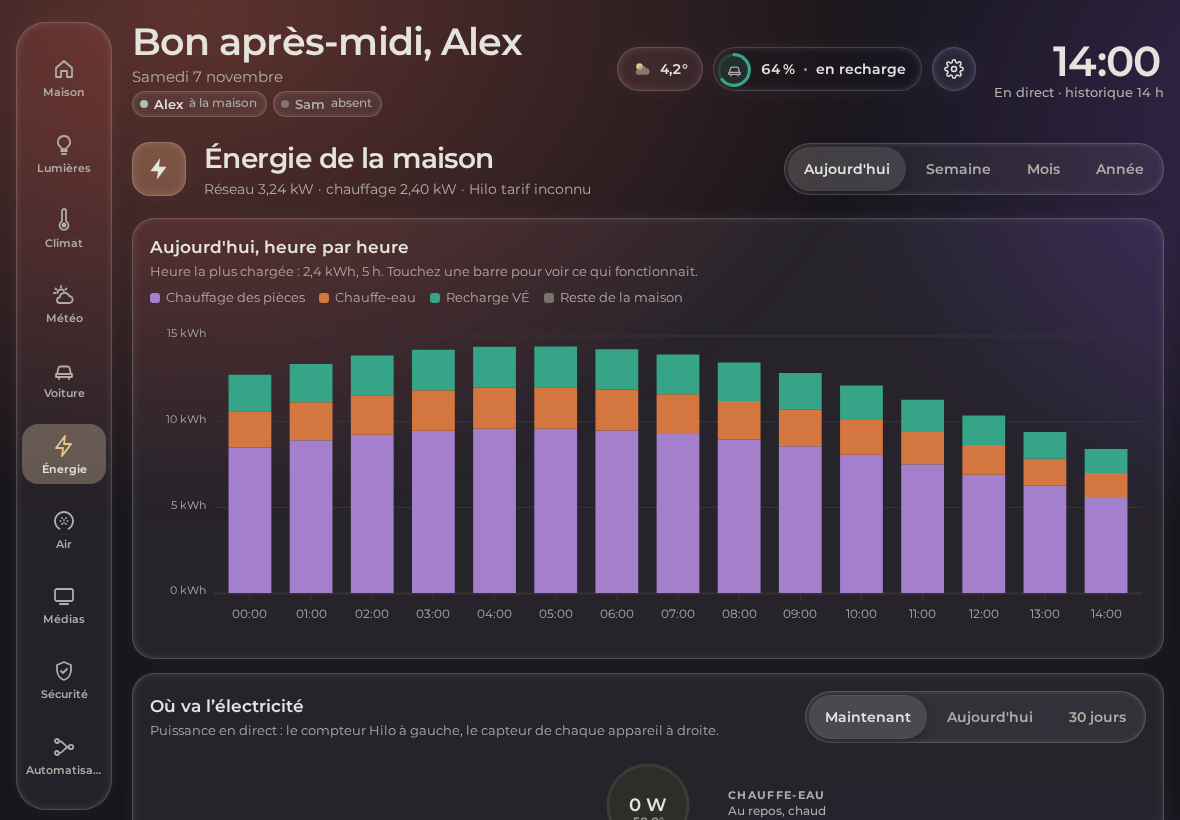 Bon après-midi, Alex
Samedi 7 novembre
Alex à la maison
Sam absent
4,2°
64 % · en recharge
14:00
En direct · historique 14 h
Maison
Lumières
Climat
Météo
Voiture
Énergie
Air
Médias
Sécurité
Automatisa...
Énergie de la maison
Réseau 3,24 kW · chauffage 2,40 kW · Hilo tarif inconnu
Aujourd'hui
Semaine
Mois
Année
Aujourd'hui, heure par heure
Heure la plus chargée : 2,4 kWh, 5 h. Touchez une barre pour voir ce qui fonctionnait.
Chauffage des pièces
Chauffe-eau
Recharge VÉ
Reste de la maison
15 kWh
10 kWh
5 kWh
0 kWh
00:00 01:00 02:00 03:00 04:00 05:00 06:00 07:00 08:00 09:00 10:00 11:00 12:00 13:00 14:00
Où va l’électricité
Puissance en direct : le compteur Hilo à gauche, le capteur de chaque appareil à droite.
Maintenant
Aujourd'hui
30 jours
0 W
CHAUFFE-EAU
Au repos, chaud